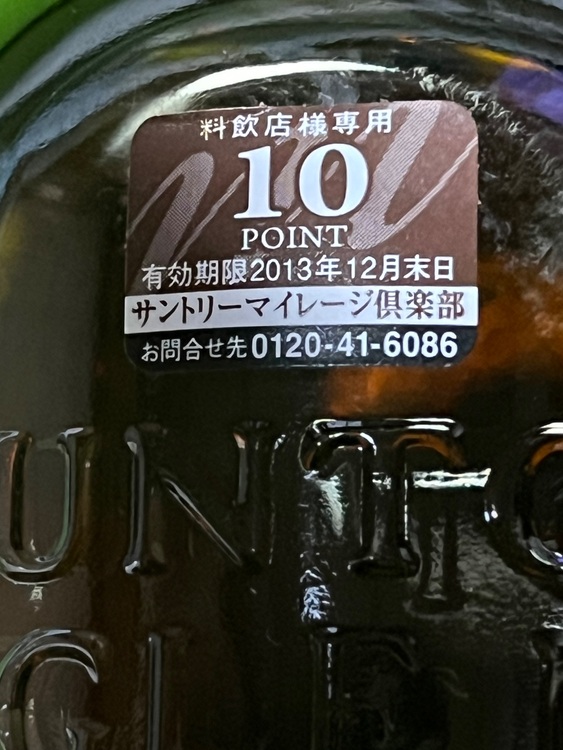 料飲店様専用
10
POINT
有効期限2013年12月末日
サントリーマイレージ倶楽部
お問合せ先0120-41-6086
UNTO